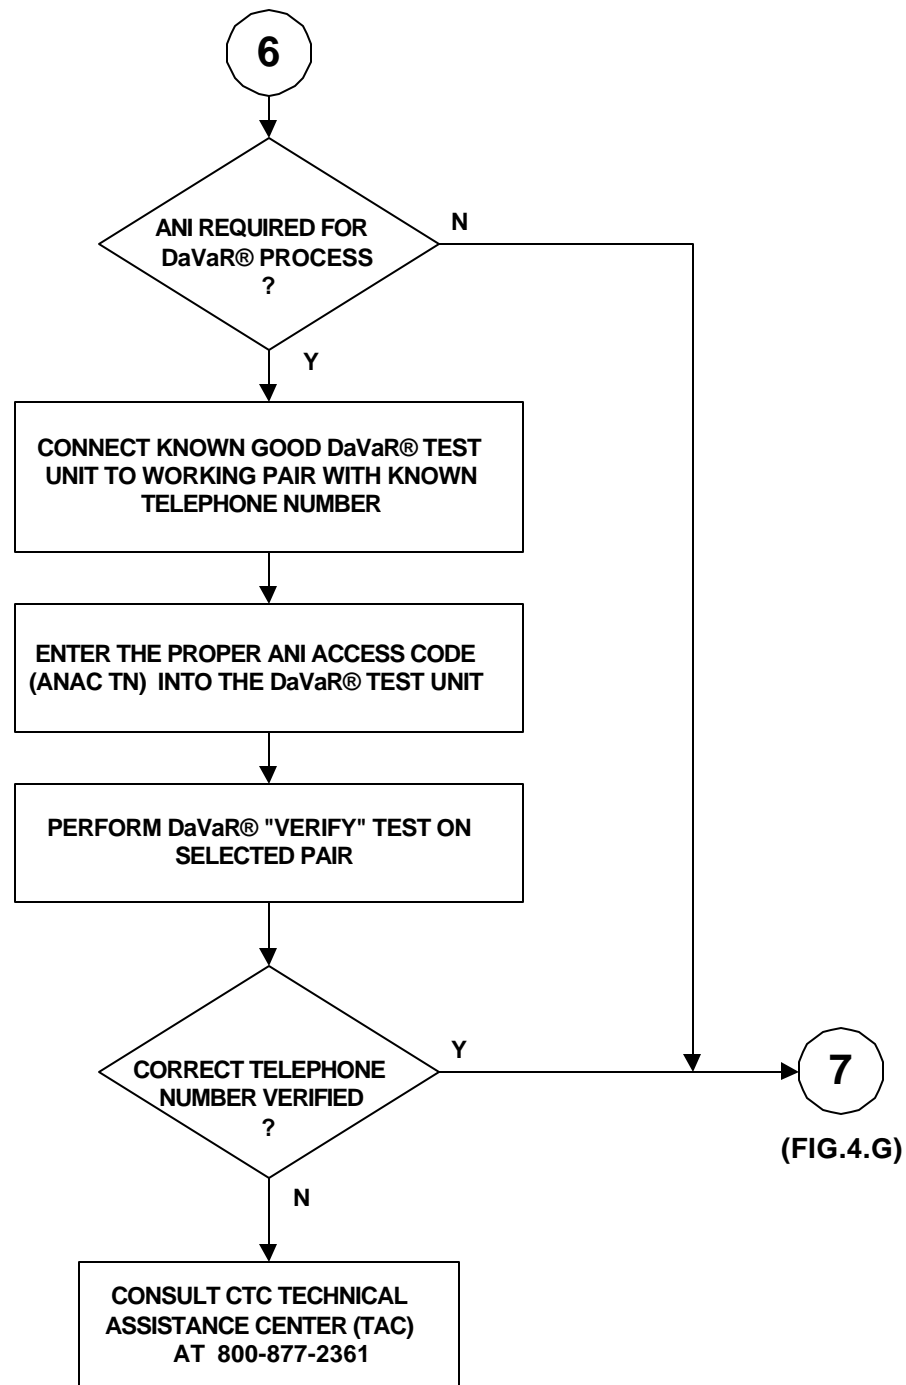 6
ANI REQUIRED FOR
DaVaR® PROCESS
?
N
Y
CONNECT KNOWN GOOD DaVaR® TEST
UNIT TO WORKING PAIR WITH KNOWN
TELEPHONE NUMBER
ENTER THE PROPER ANI ACCESS CODE
(ANAC TN) INTO THE DaVaR® TEST UNIT
PERFORM DaVaR® "VERIFY" TEST ON
SELECTED PAIR
CORRECT TELEPHONE
NUMBER VERIFIED
?
Y
7
(FIG.4.G)
N
CONSULT CTC TECHNICAL
ASSISTANCE CENTER (TAC)
AT 800-877-2361